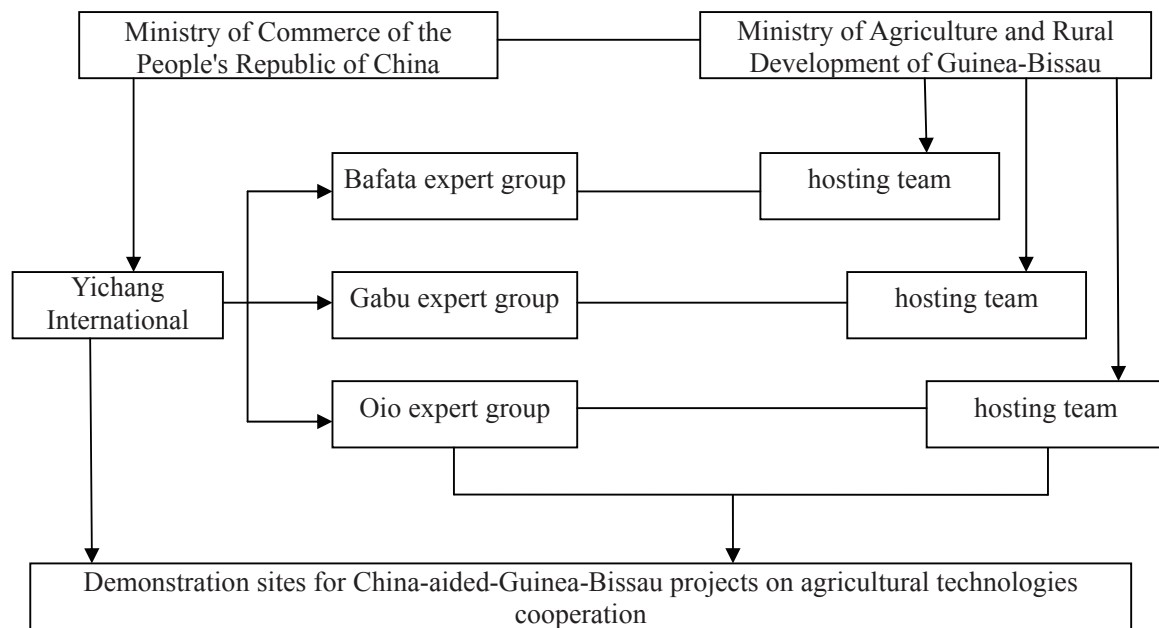 Ministry of Commerce of the
People's Republic of China
Ministry of Agriculture and Rural
Development of Guinea-Bissau
Bafata expert group
hosting team
Yichang
International
Gabu expert group
hosting team
Oio expert group
hosting team
Demonstration sites for China-aided-Guinea-Bissau projects on agricultural technologies
cooperation